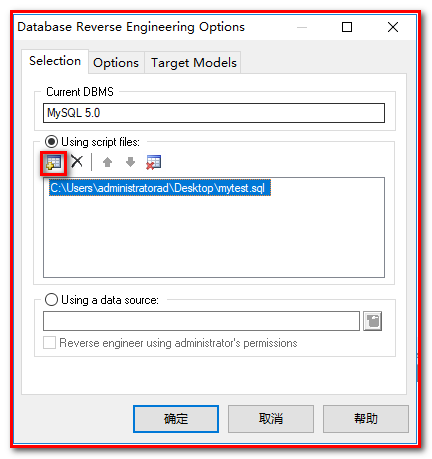 Database Reverse Engineering Options
Selection Options Target Models
Current DBMS
MySQL 5.0
Using script files:
C:\Users\administratorad\Desktop\mytest.sql
Using a data source:
Reverse engineer using administrator's permissions
确定 取消 帮助